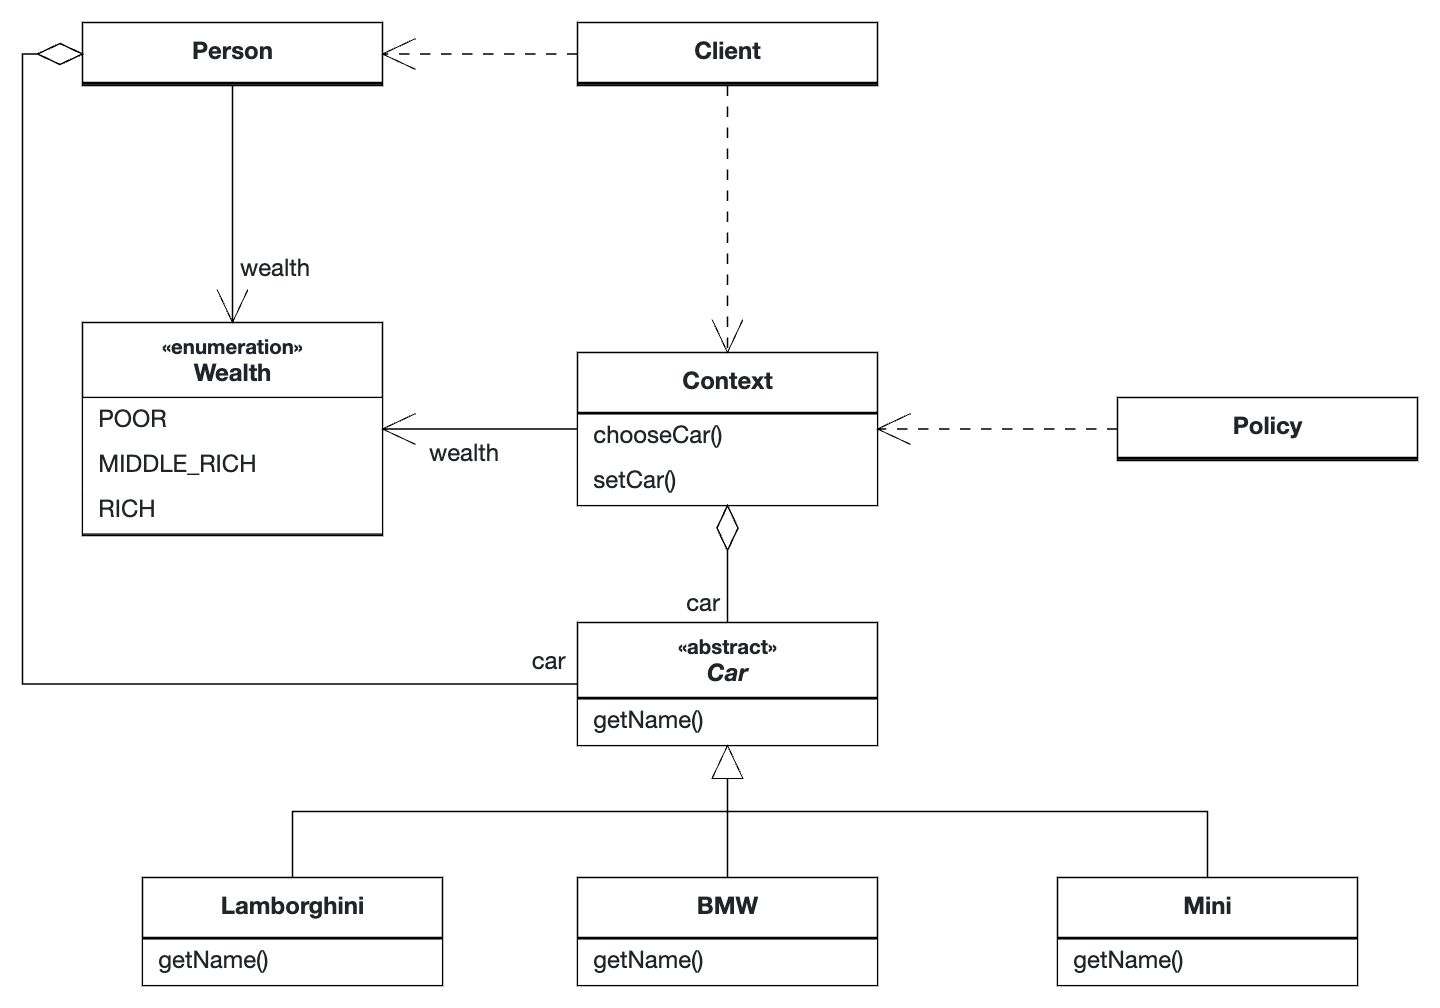 Person
Client
wealth
«enumeration»
Wealth
POOR
MIDDLE_RICH
RICH
wealth
Context
chooseCar()
setCar()
Policy
car
car
«abstract»
Car
getName()
Lamborghini
getName()
BMW
getName()
Mini
getName()